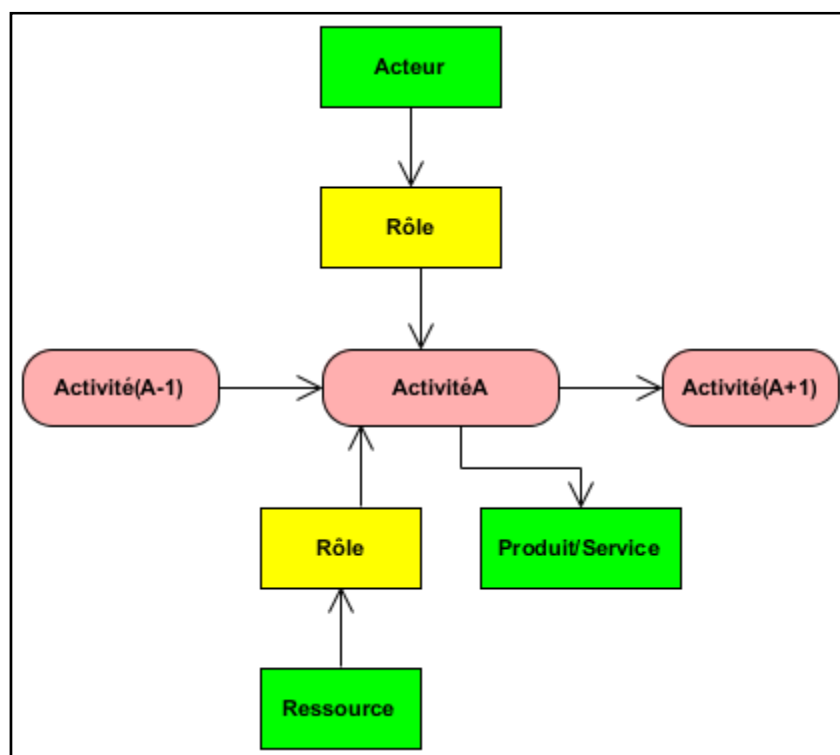 Acteur
Rôle
Activité(A-1)
ActivitéA
Activité(A+1)
Rôle
Produit/Service
Ressource